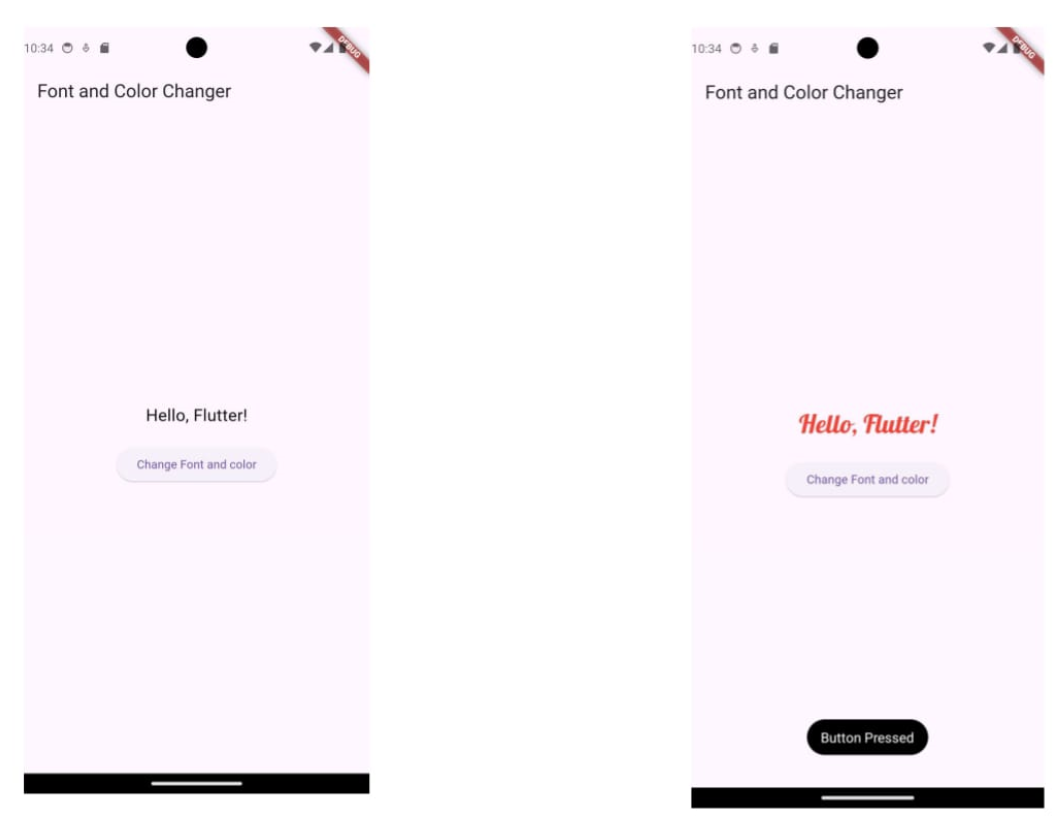 10:34
DEBUG
Font and Color Changer
Hello, Flutter!
Change Font and color
10:34
DEBUG
Font and Color Changer
Hello, Flutter!
Change Font and color
Button Pressed